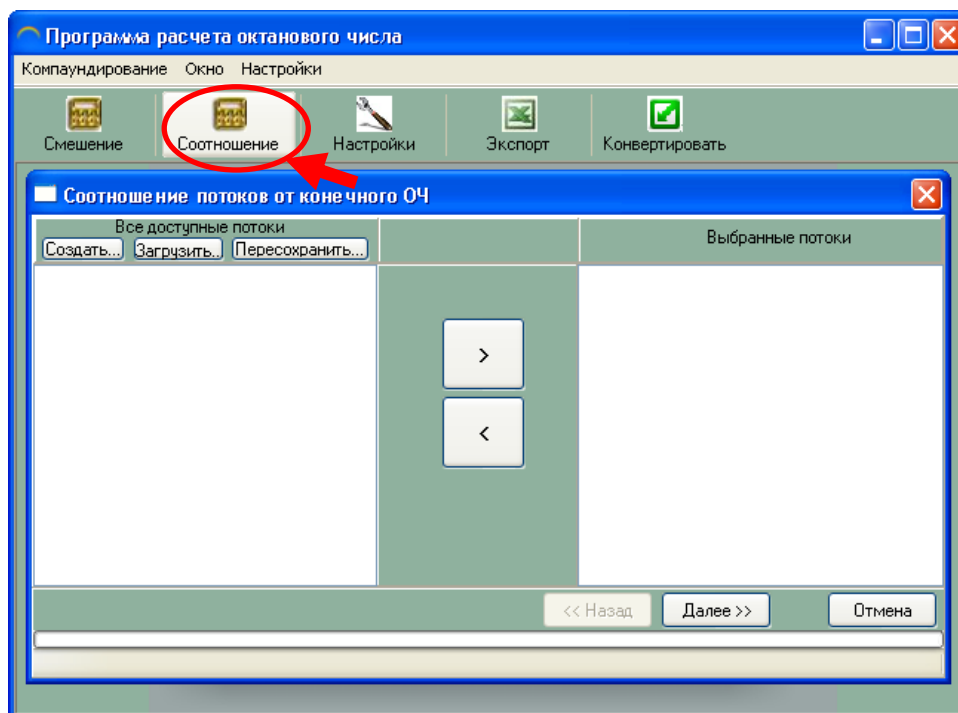 Программа расчета октанового числа
Компаундирование Окно Настройки
Смешение Соотношение Настройки Экспорт Конвертировать
Соотношение потоков от конечного ОЧ
Все доступные потоки
Создать... Загрузить... Пересохранить...
Выбранные потоки
>
<
<< Назад Далее >> Отмена